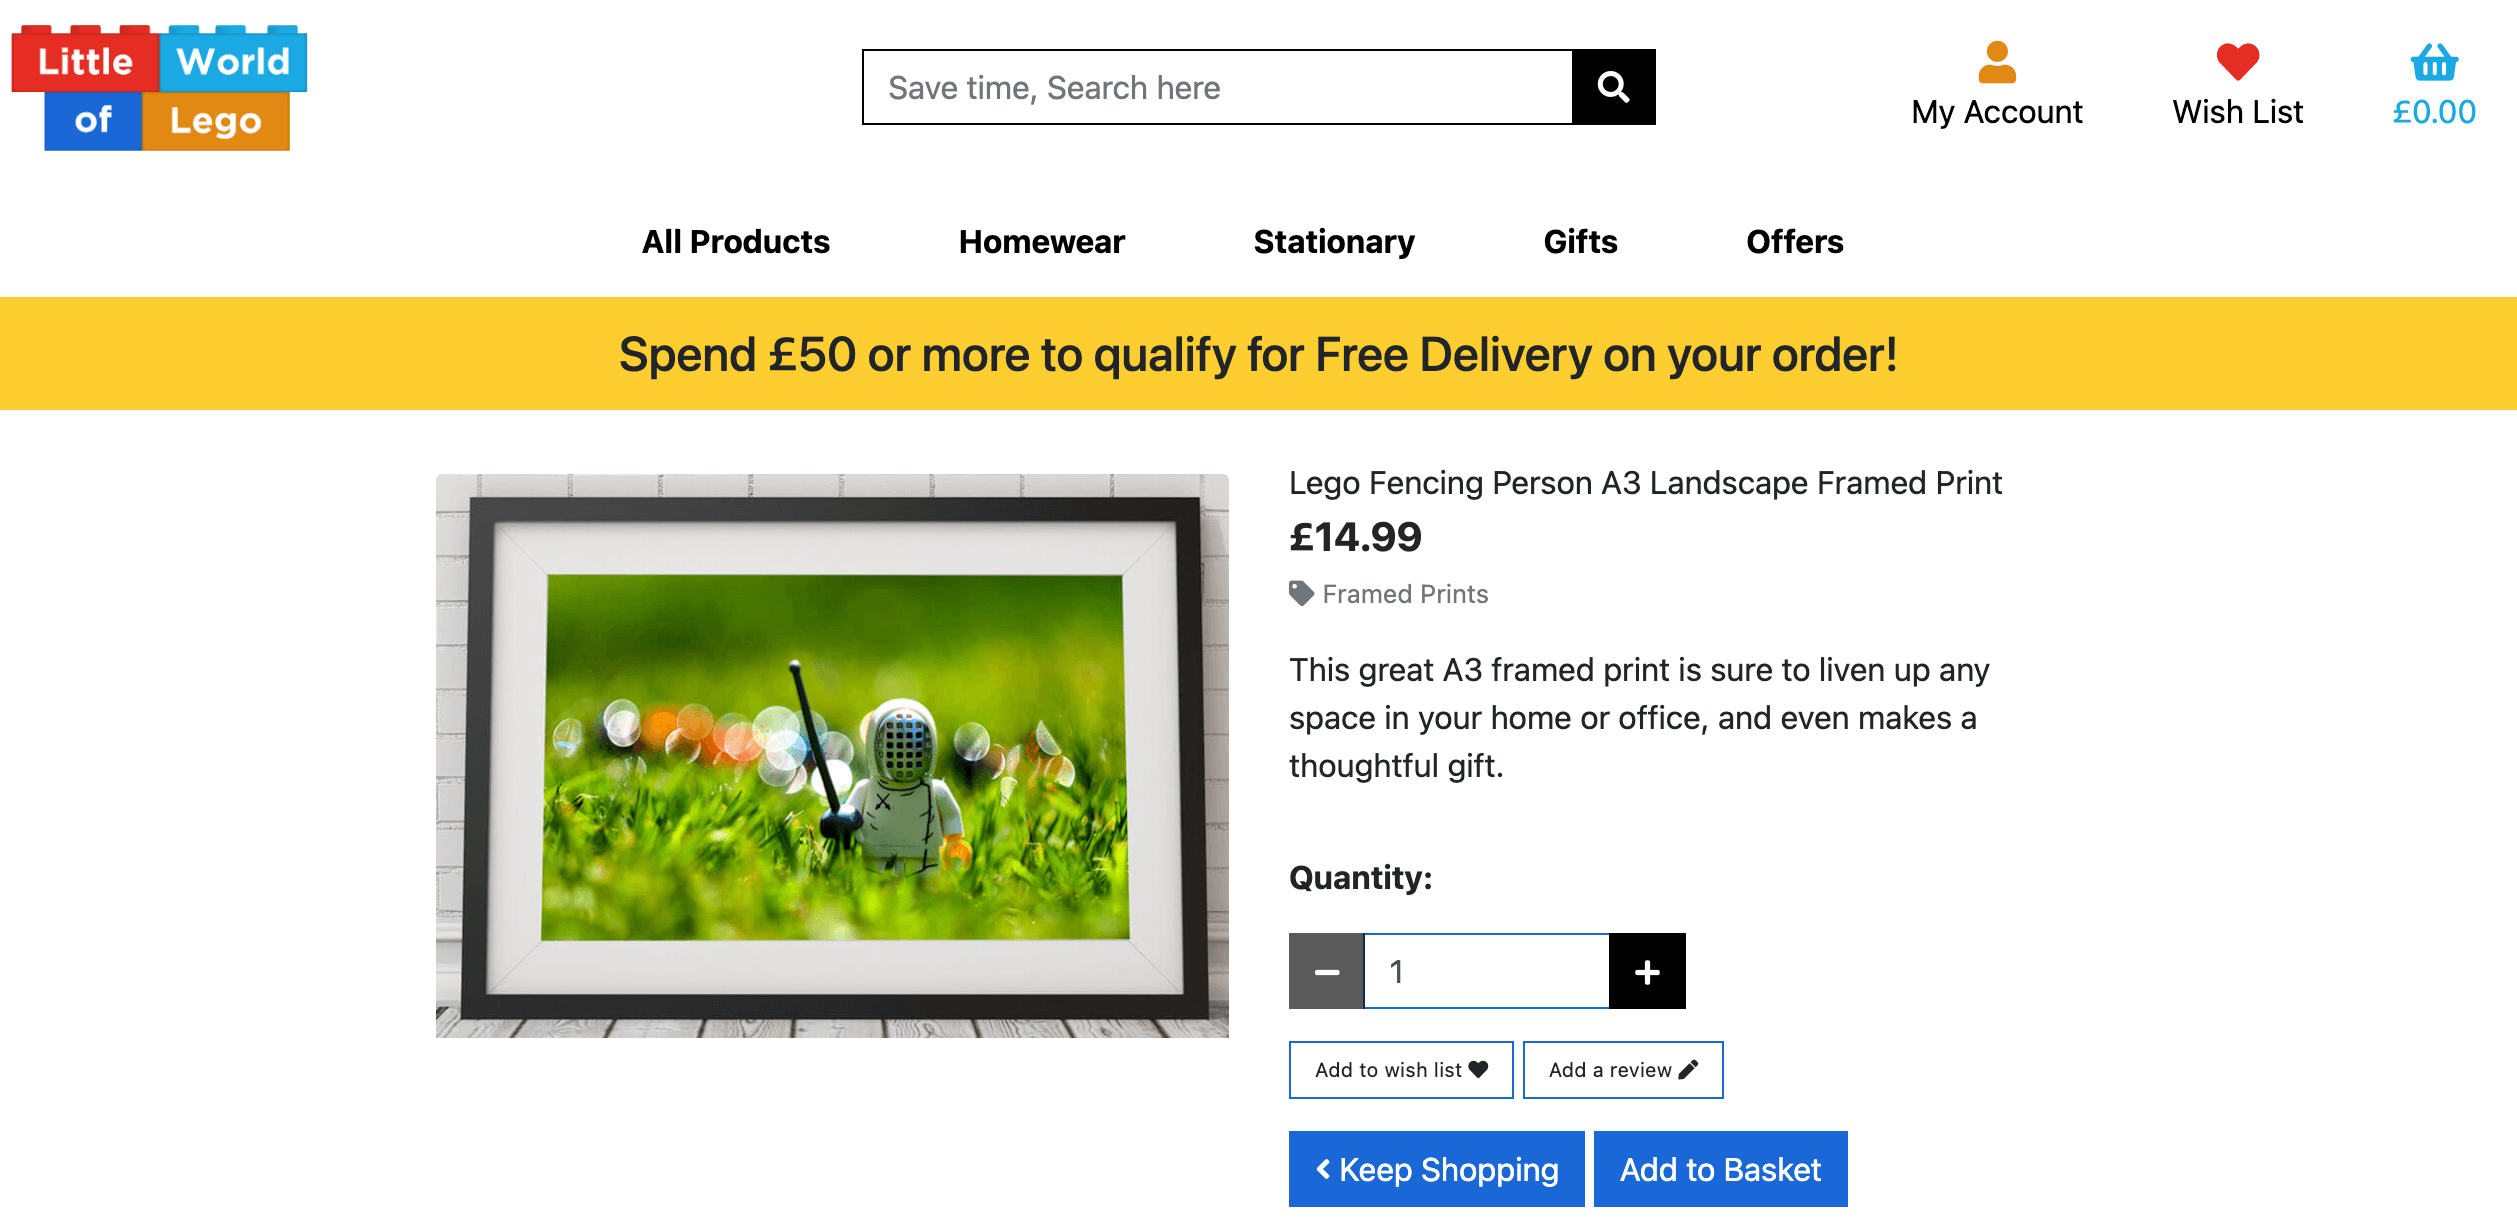 Little World
of Lego
Save time, Search here
My Account
Wish List
£0.00
All Products
Homewear
Stationary
Gifts
Offers
Spend £50 or more to qualify for Free Delivery on your order!
Lego Fencing Person A3 Landscape Framed Print
£14.99
Framed Prints
This great A3 framed print is sure to liven up any
space in your home or office, and even makes a
thoughtful gift.
Quantity:
1
Add to wish list
Add a review
Keep Shopping
Add to Basket